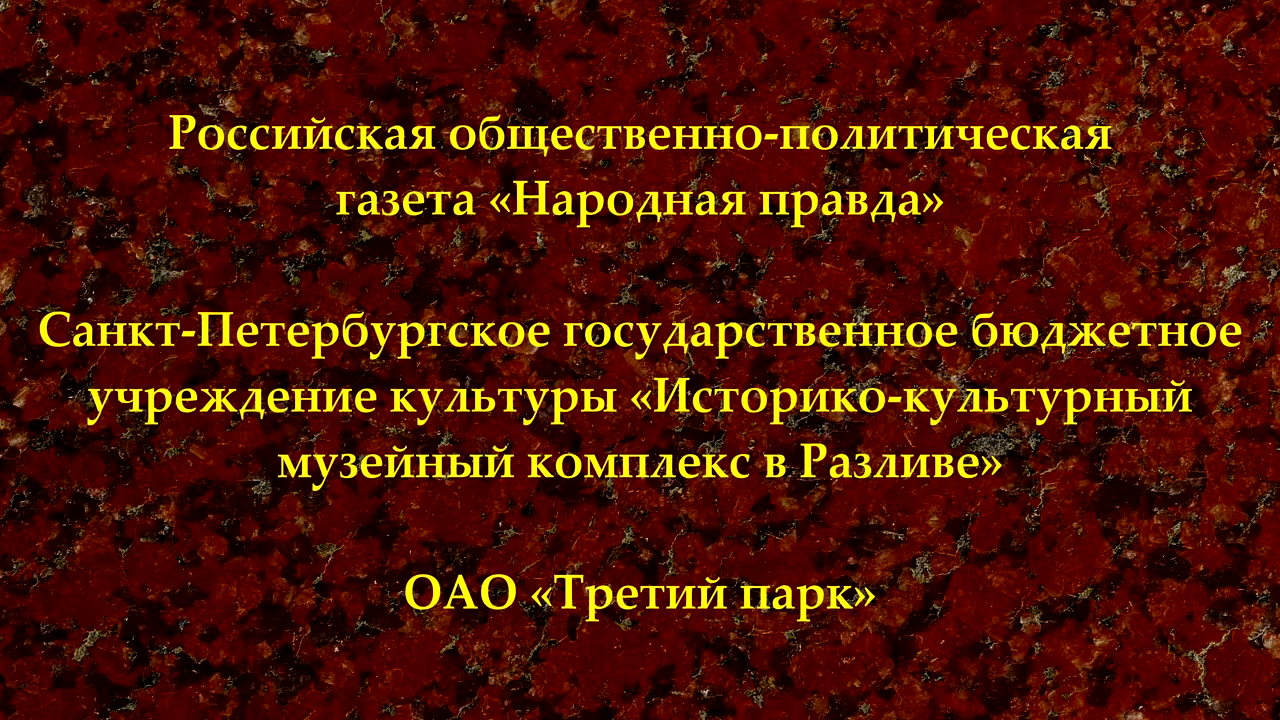 Российская общественно-политическая
газета «Народная правда»
Санкт-Петербургское государственное бюджетное
учреждение культуры «Историко-культурный
музейный комплекс в Разливе»
ОАО «Третий парк»